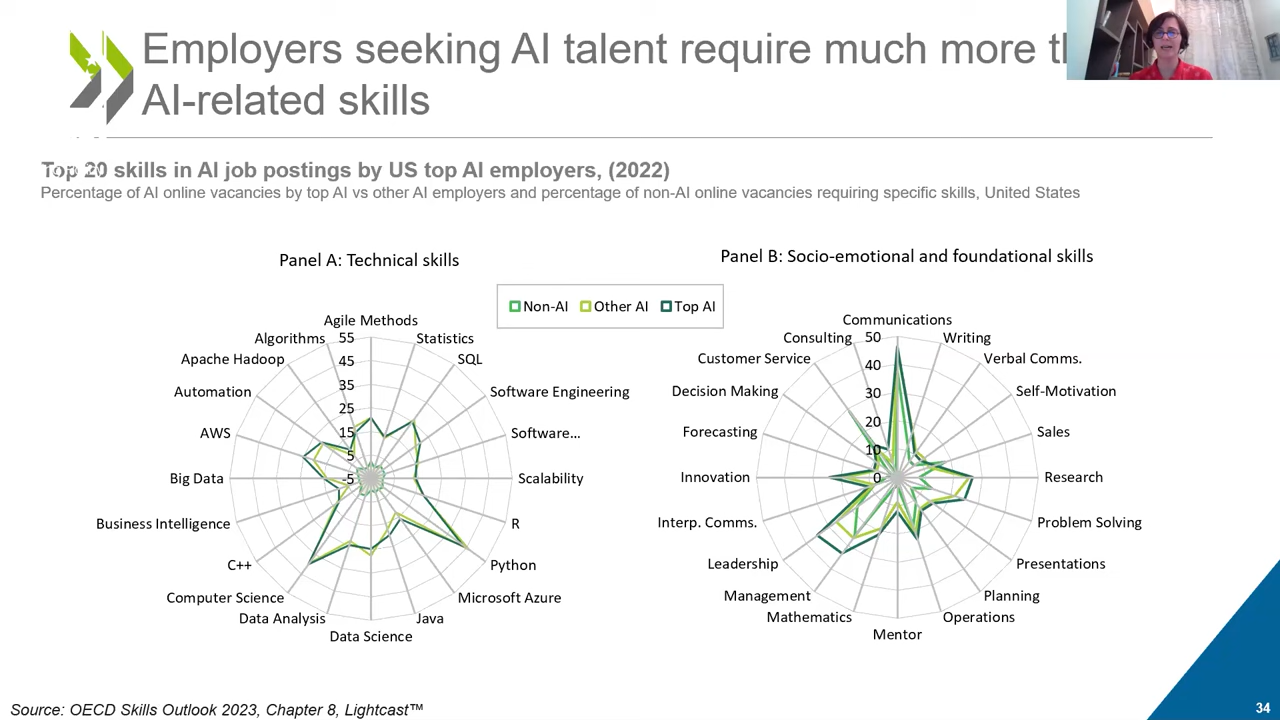 Employers seeking AI talent require much more
AI-related skills
Top 20 skills in AI job postings by US top AI employers, (2022)
Percentage of AI online vacancies by top AI vs other AI employers and percentage of non-AI online vacancies requiring specific skills, United States
Panel A: Technical skills
Panel B: Socio-emotional and foundational skills
Non-AI Other AI Top AI
Agile Methods
Statistics
SQL
Software Engineering
Software...
Scalability
R
Python
Microsoft Azure
Java
Data Science
Data Analysis
Computer Science
C++
Business Intelligence
Big Data
AWS
Automation
Apache Hadoop
Algorithms
55
45
35
25
15
5
-5
Communications
Writing
Verbal Comms.
Self-Motivation
Sales
Research
Problem Solving
Presentations
Planning
Operations
Mentor
Mathematics
Management
Leadership
Interp. Comms.
Innovation
Forecasting
Decision Making
Customer Service
Consulting
50
40
30
20
10
0
Source: OECD Skills Outlook 2023, Chapter 8, Lightcast™
34